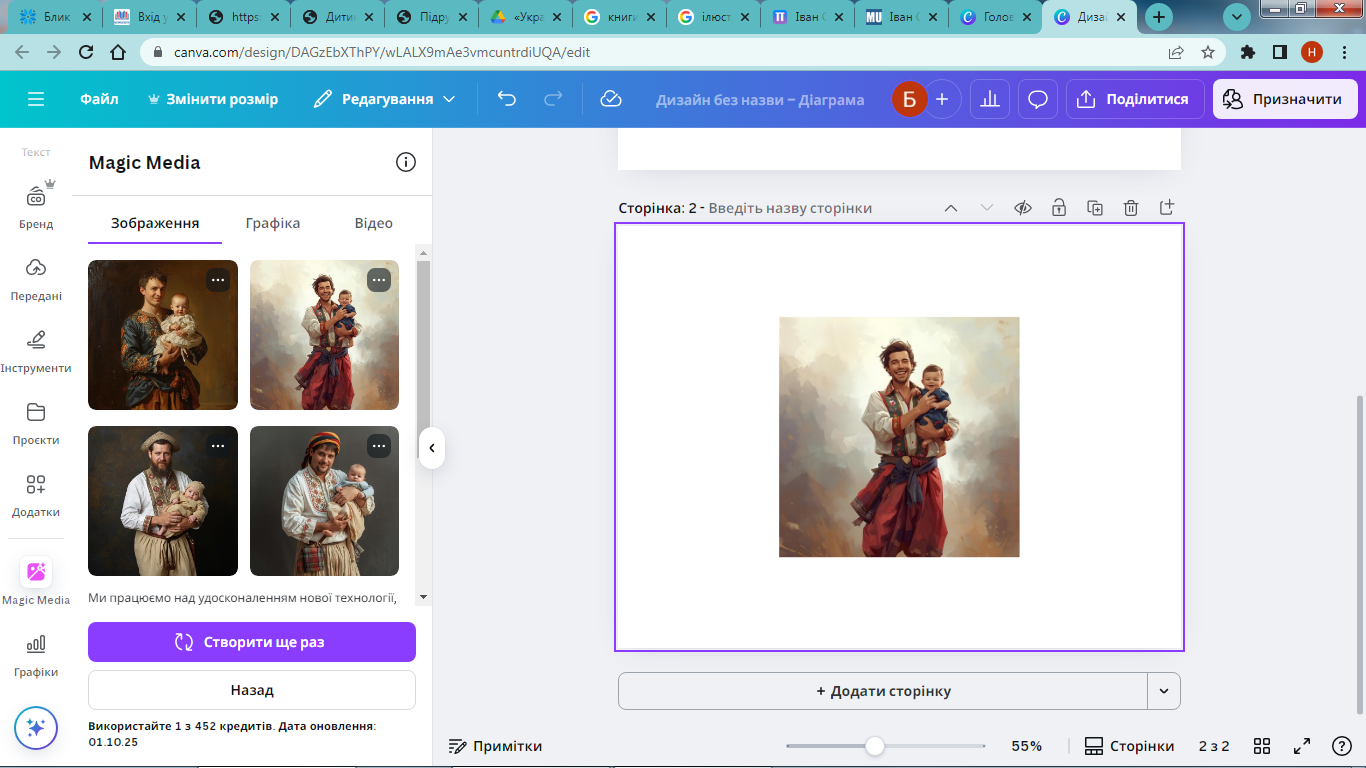 Блик
Вхід у
https:
Дити
Підру
«Укра
книги
ілюст
Іван С
MU Іван С
Голов
Дизай
canva.com/design/DAGzEbXThPY/wLALX9mAe3vmcuntrdiUQA/edit
Н
Файл
Змінити розмір
Редагування
Дизайн без назви – Діаграма
Б
+
Поділитися
Призначити
Текст
Бренд
Передані
Інструменти
Проєкти
Додатки
Magic Media
Графіки
Magic Media
Зображення Графіка Відео
Ми працюємо над удосконаленням нової технології,
Створити ще раз
Назад
Використайте 1 з 452 кредитів. Дата оновлення:
01.10.25
Сторінка: 2 - Введіть назву сторінки
+ Додати сторінку
Примітки
55%
Сторінки
2 з 2